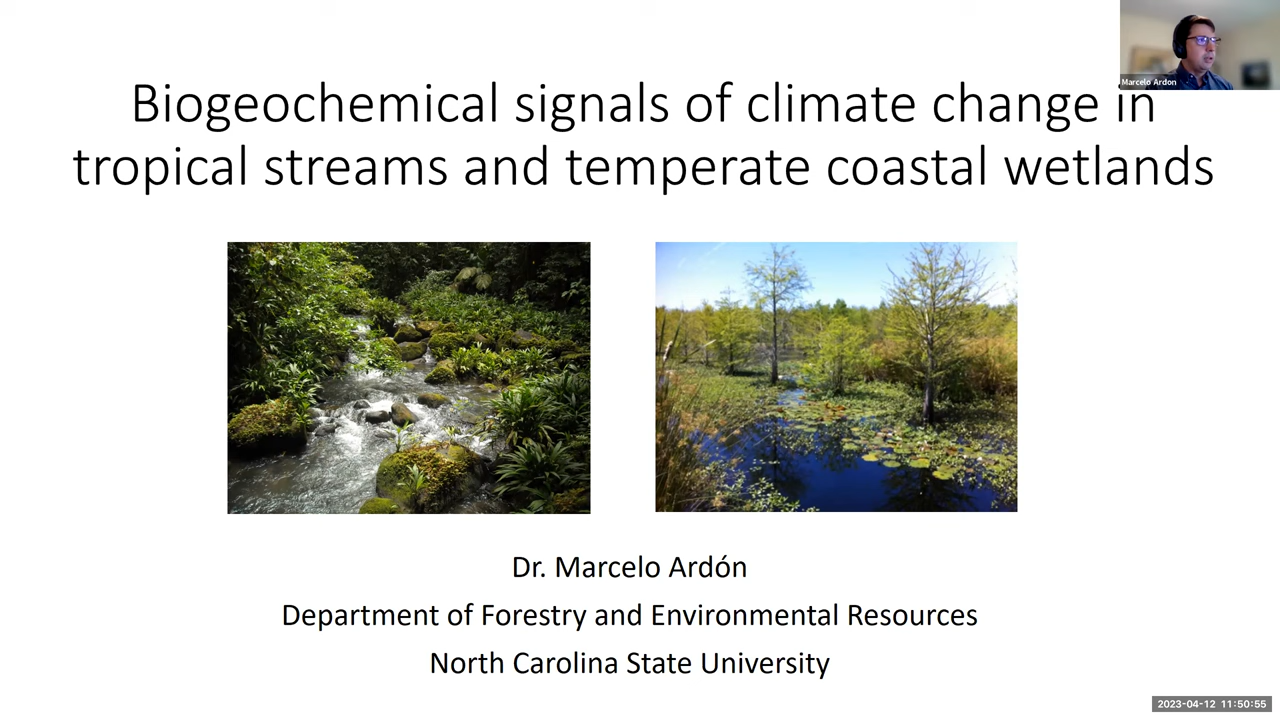 Marcelo Ardon
Biogeochemical signals of climate change in
tropical streams and temperate coastal wetlands
Dr. Marcelo Ardón
Department of Forestry and Environmental Resources
North Carolina State University
2023-04-12 11:50:55